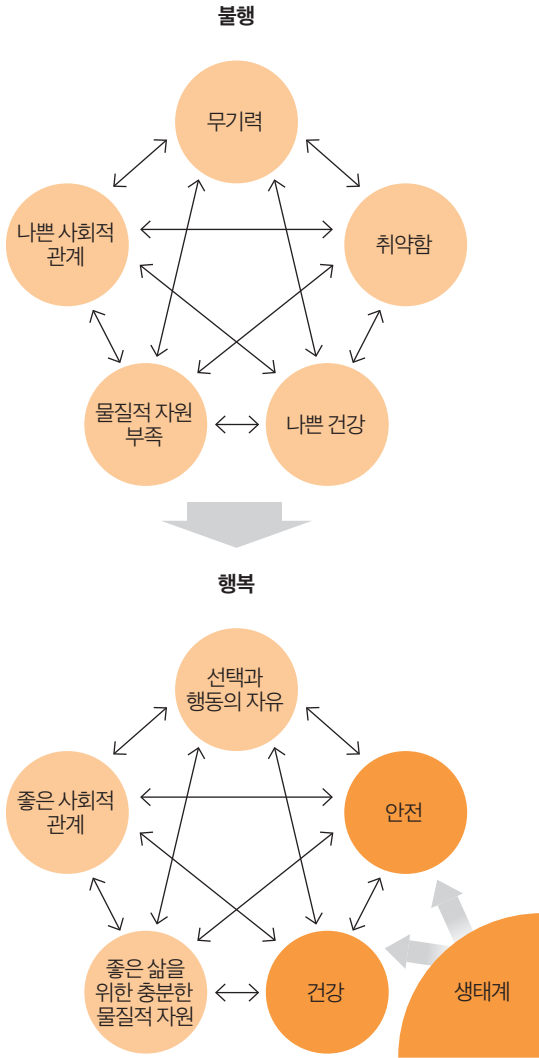 불행
무기력
나쁜 사회적
관계
취약함
물질적 자원
부족
나쁜 건강
행복
선택과
행동의 자유
좋은 사회적
관계
안전
좋은 삶을
위한 충분한
물질적 자원
건강
생태계